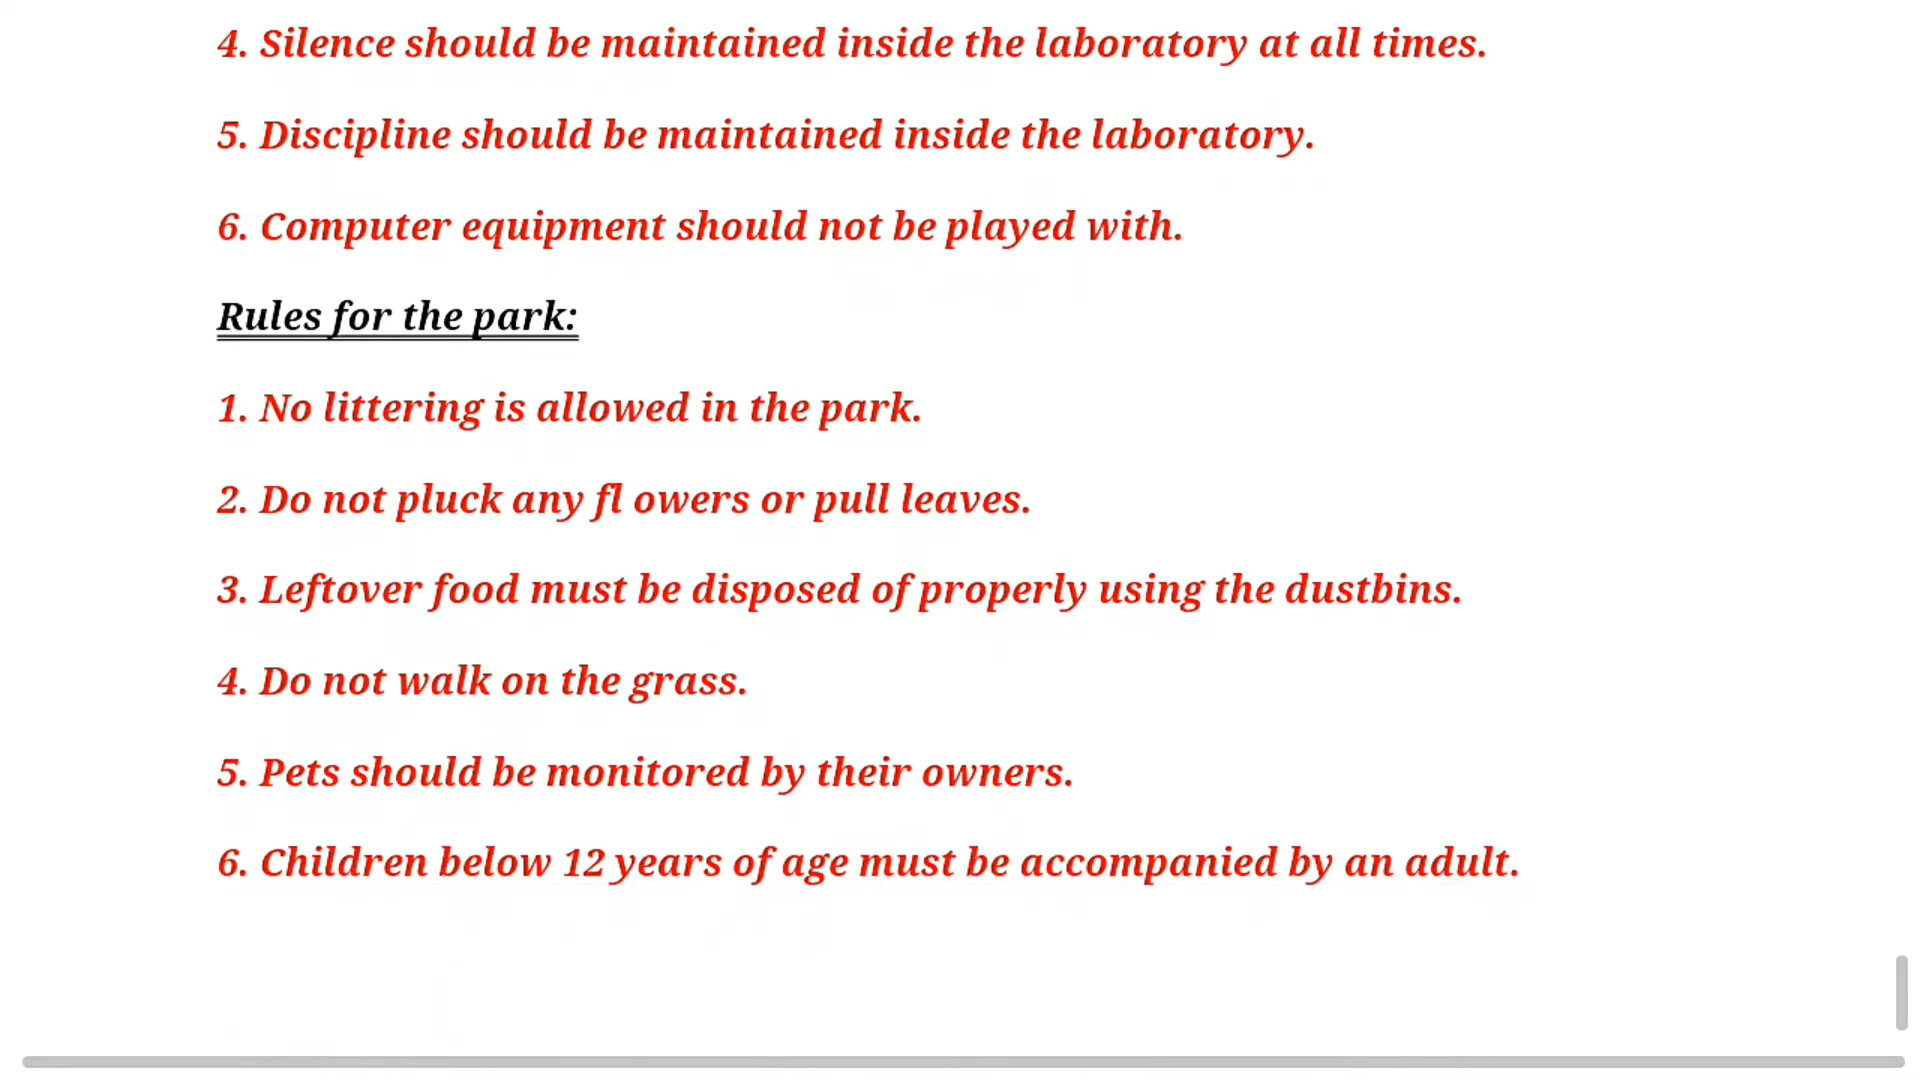 4. Silence should be maintained inside the laboratory at all times.
5. Discipline should be maintained inside the laboratory.
6. Computer equipment should not be played with.
Rules for the park:
1. No littering is allowed in the park.
2. Do not pluck any fl owers or pull leaves.
3. Leftover food must be disposed of properly using the dustbins.
4. Do not walk on the grass.
5. Pets should be monitored by their owners.
6. Children below 12 years of age must be accompanied by an adult.